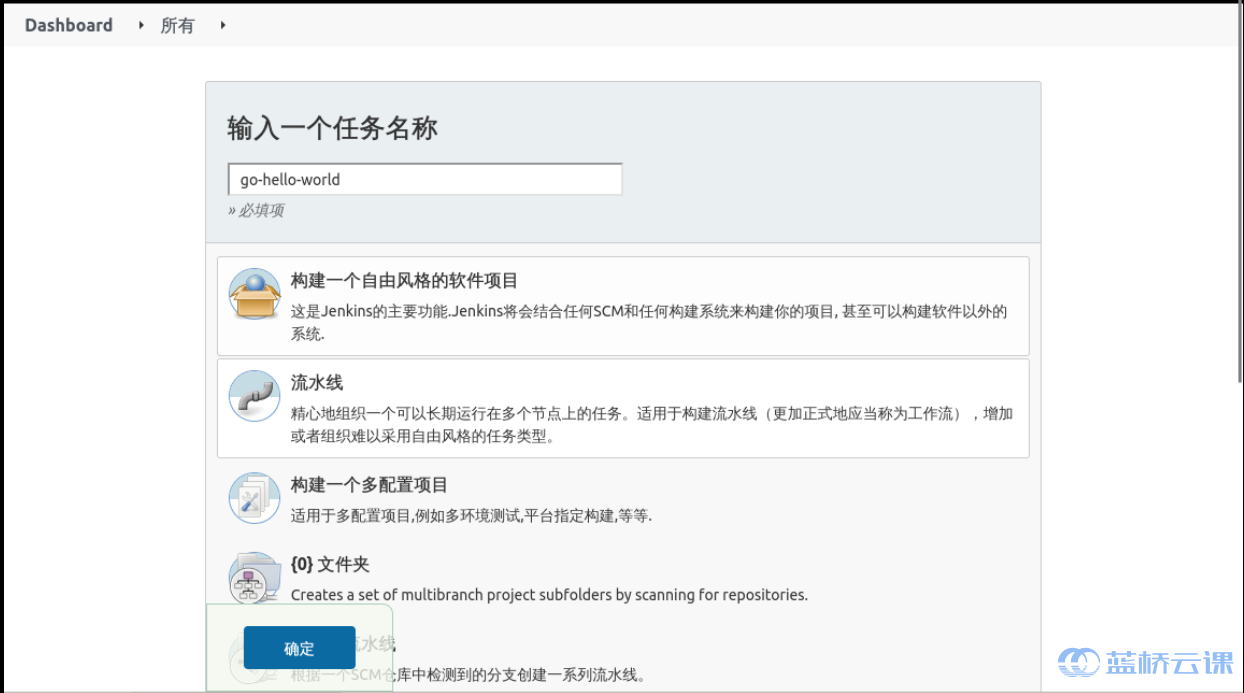 Dashboard 所有
输入一个任务名称
go-hello-world
» 必填项
构建一个自由风格的软件项目
这是Jenkins的主要功能.Jenkins将会结合任何SCM和任何构建系统来构建你的项目, 甚至可以构建软件以外的
系统.
流水线
精心地组织一个可以长期运行在多个节点上的任务。适用于构建流水线（更加正式地应当称为工作流），增加
或者组织难以采用自由风格的任务类型。
构建一个多配置项目
适用于多配置项目,例如多环境测试,平台指定构建,等等.
{0} 文件夹
Creates a set of multibranch project subfolders by scanning for repositories.
确定
流水线
根据一个SCM仓库中检测到的分支创建一系列流水线。
蓝桥云课